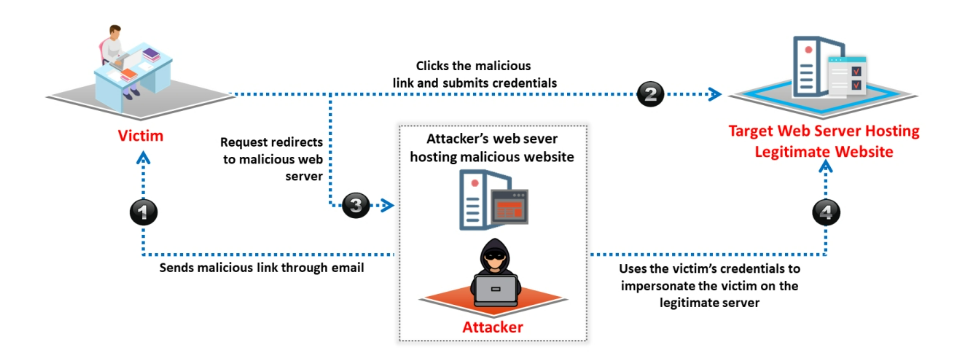 Clicks the malicious
link and submits credentials
2
Victim
Target Web Server Hosting
Legitimate Website
Request redirects
to malicious web
server
Attacker's web sever
hosting malicious website
1
3
4
Sends malicious link through email
Uses the victim's credentials to
impersonate the victim on the
legitimate server
Attacker